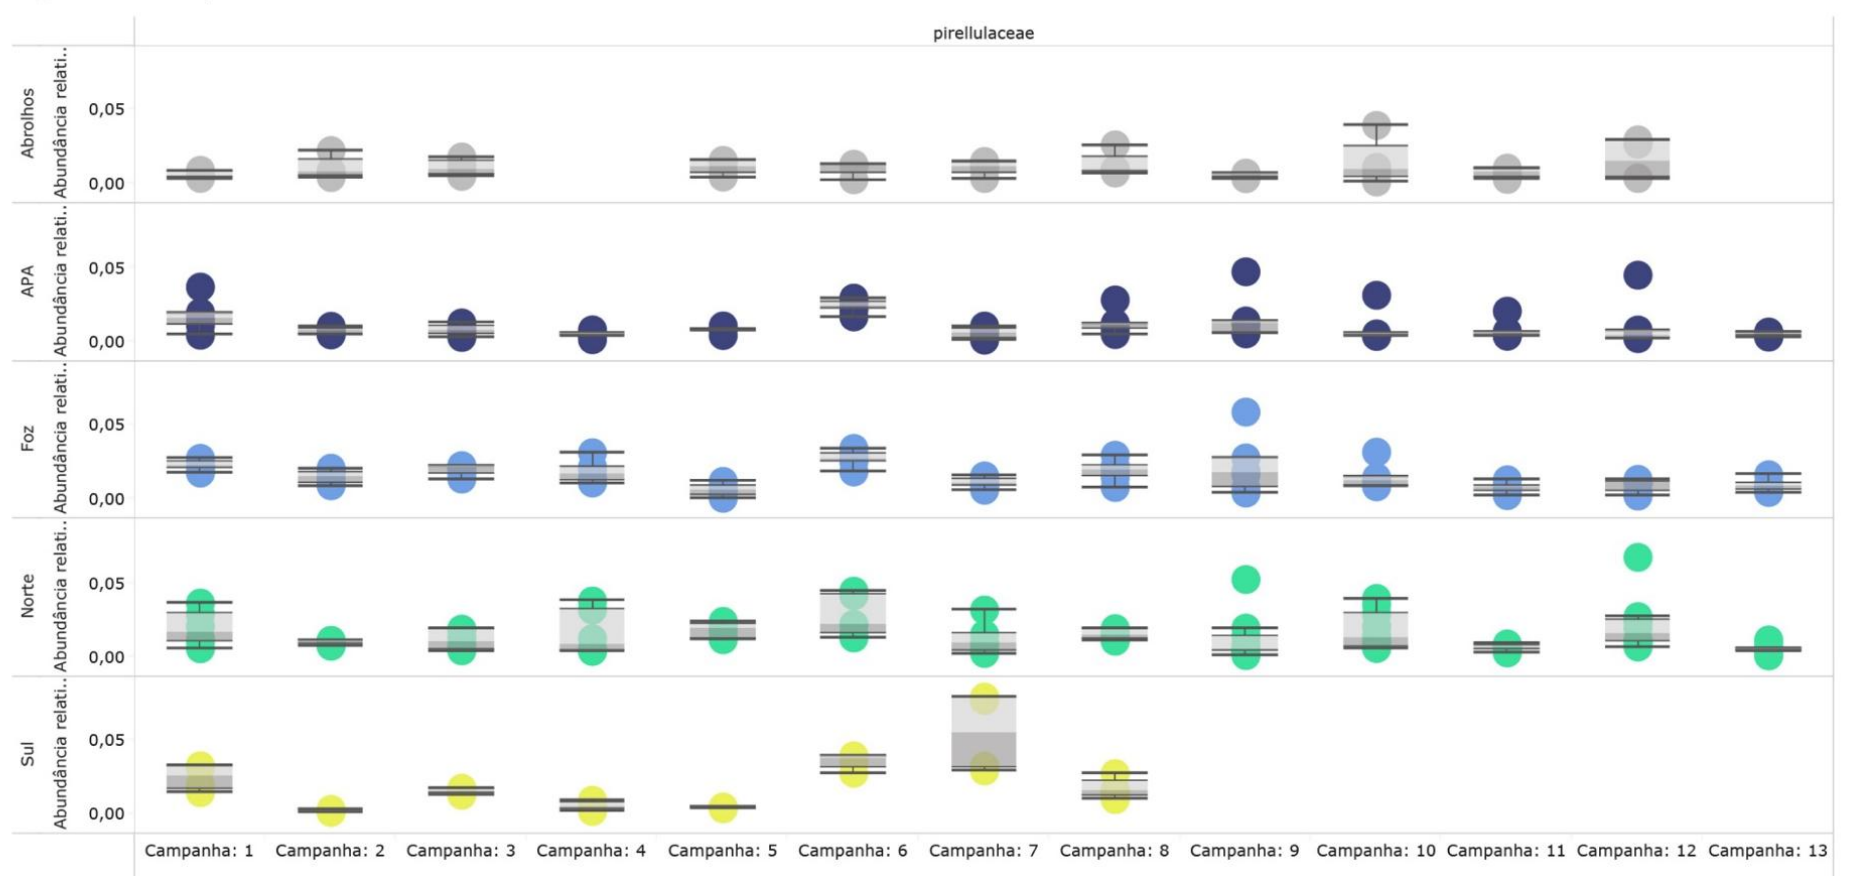 pirellulaceae
Abrolhos
Abundância relati..
0,05
0,00
APA
Abundância relati..
0,05
0,00
Foz
Abundância relati..
0,05
0,00
Norte
Abundância relati..
0,05
0,00
Sul
Abundância relati..
0,05
0,00
Campanha: 1 Campanha: 2 Campanha: 3 Campanha: 4 Campanha: 5 Campanha: 6 Campanha: 7 Campanha: 8 Campanha: 9 Campanha: 10 Campanha: 11 Campanha: 12 Campanha: 13